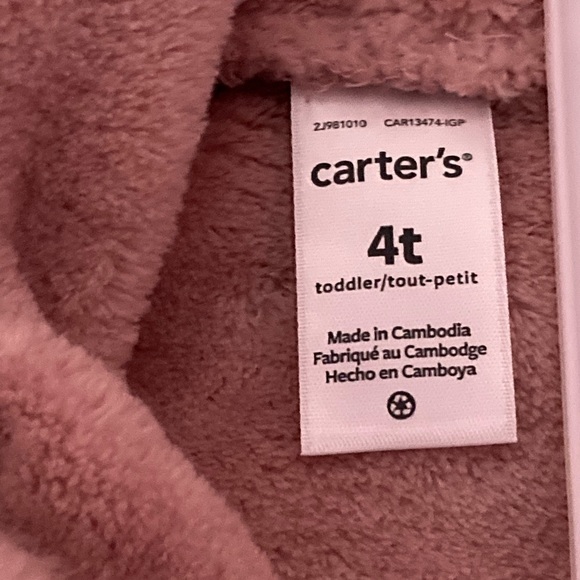 2J981010 CAR13474-IGP
carter's®
4t
toddler/tout-petit
Made in Cambodia
Fabriqué au Cambodge
Hecho en Camboya